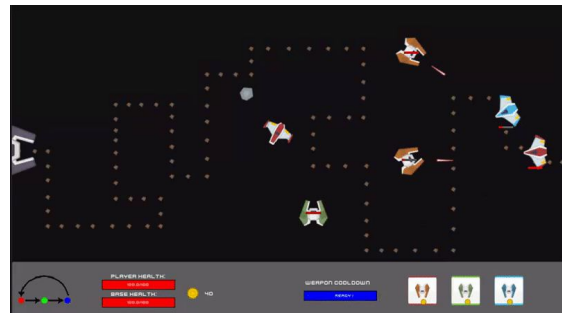 PLAYER HEALTH:
BASE HEALTH:
40
WEAPON COOLDOWN
READY!